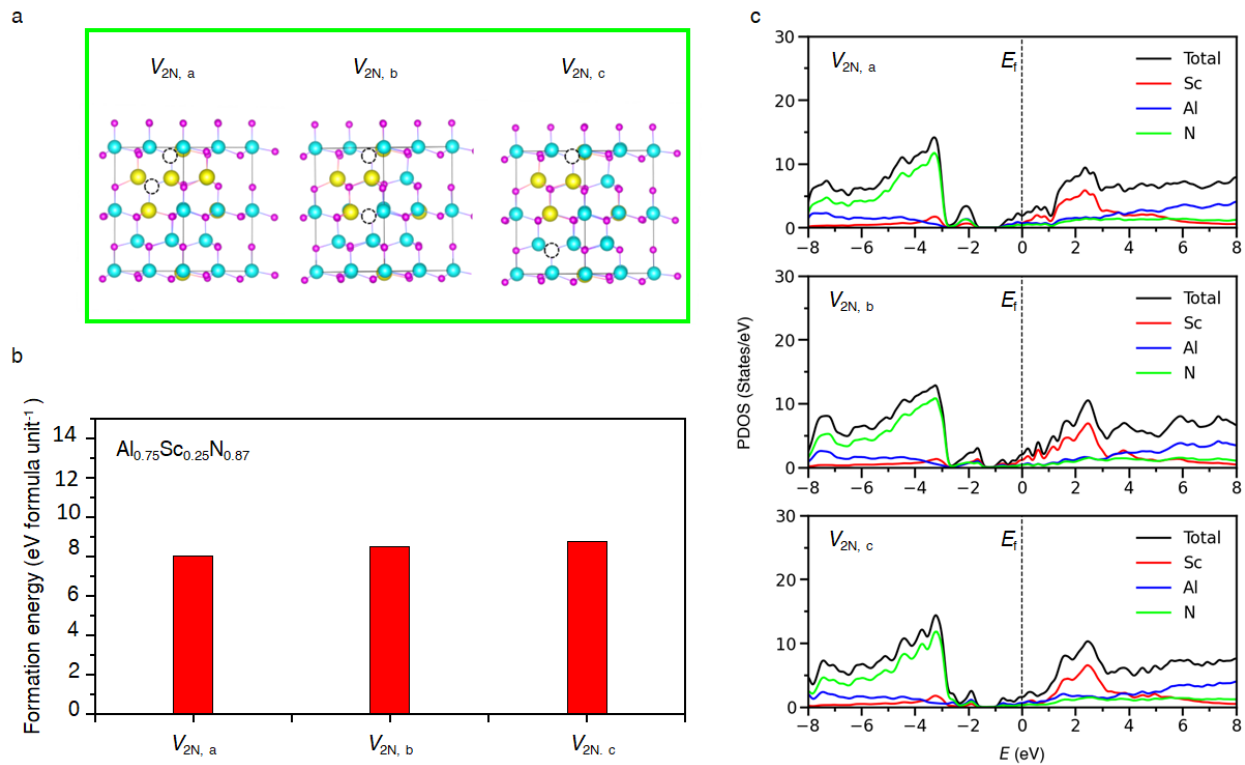 a
V2N, a
V2N, b
V2N, c
b
Formation energy (eV formula unit-1)
14
12
10
8
6
4
2
0
Al0.75Sc0.25N0.87
V2N, a
V2N, b
V2N. c
c
PDOS (States/eV)
30
20
10
0
V2N, a
Ef
Total
Sc
Al
N
−8 −6 −4 −2 0 2 4 6 8
30
20
10
0
V2N, b
Ef
Total
Sc
Al
N
−8 −6 −4 −2 0 2 4 6 8
30
20
10
0
V2N, c
Ef
Total
Sc
Al
N
−8 −6 −4 −2 0 2 4 6 8
E (eV)